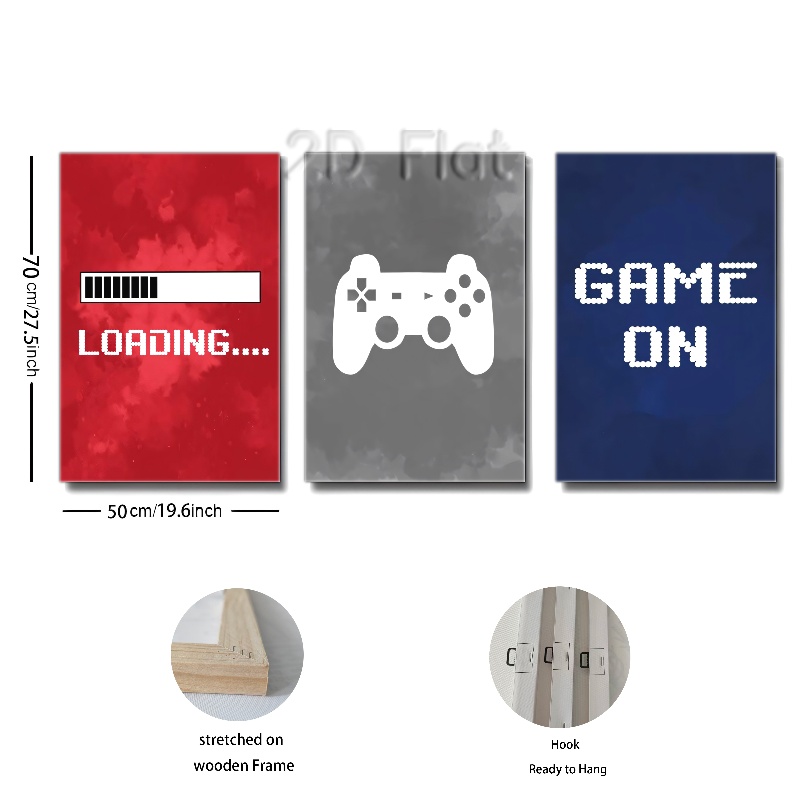 2D Flat
LOADING....
GAME
ON
70 cm/27.5inch
50 cm/19.6inch
stretched on
wooden Frame
Hook
Ready to Hang